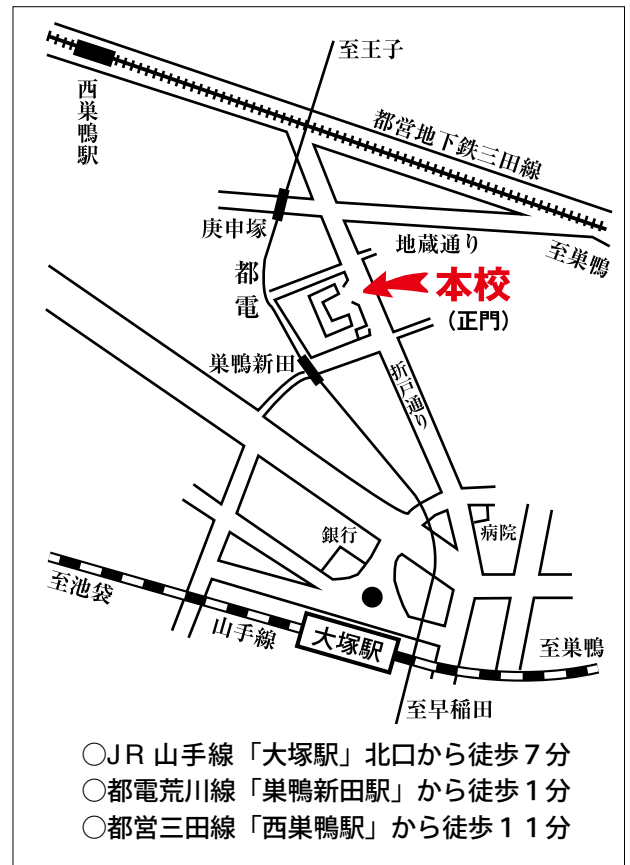 至王子
西巣鴨駅
都営地下鉄三田線
庚申塚
地蔵通り
至巣鴨
都電
本校
(正門)
巣鴨新田
折戸通り
銀行
病院
至池袋
山手線
大塚駅
至巣鴨
至早稲田
○JR 山手線「大塚駅」北口から徒歩7分
○都電荒川線「巣鴨新田駅」から徒歩1分
○都営三田線「西巣鴨駅」から徒歩11分